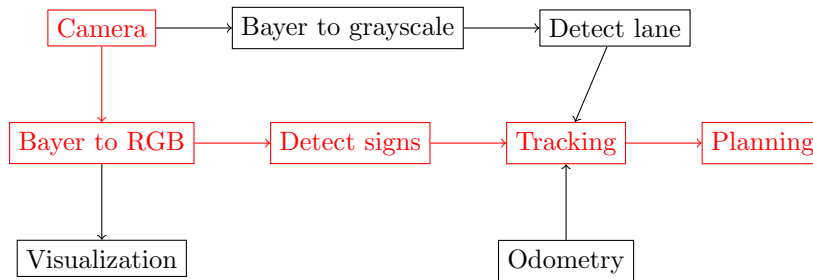 Camera
Bayer to grayscale
Detect lane
Bayer to RGB
Detect signs
Tracking
Planning
Visualization
Odometry